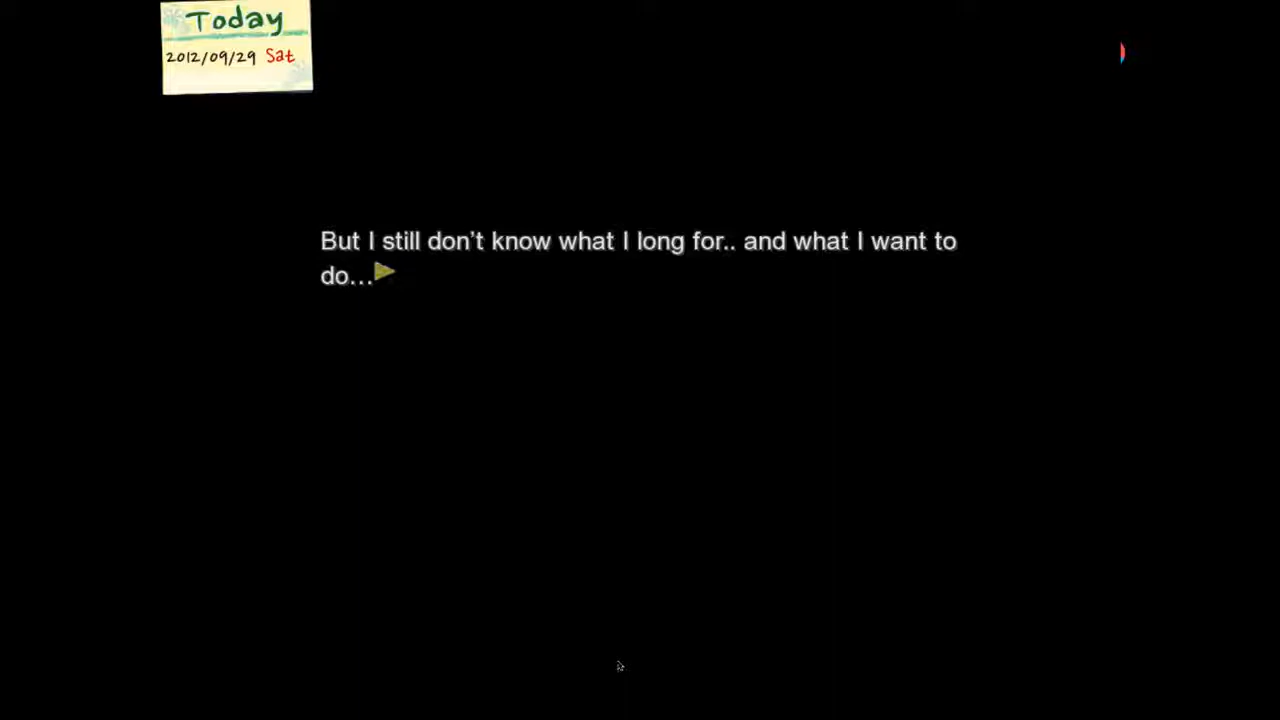 Today
2012/09/29 Sat
But I still don’t know what I long for.. and what I want to
do...